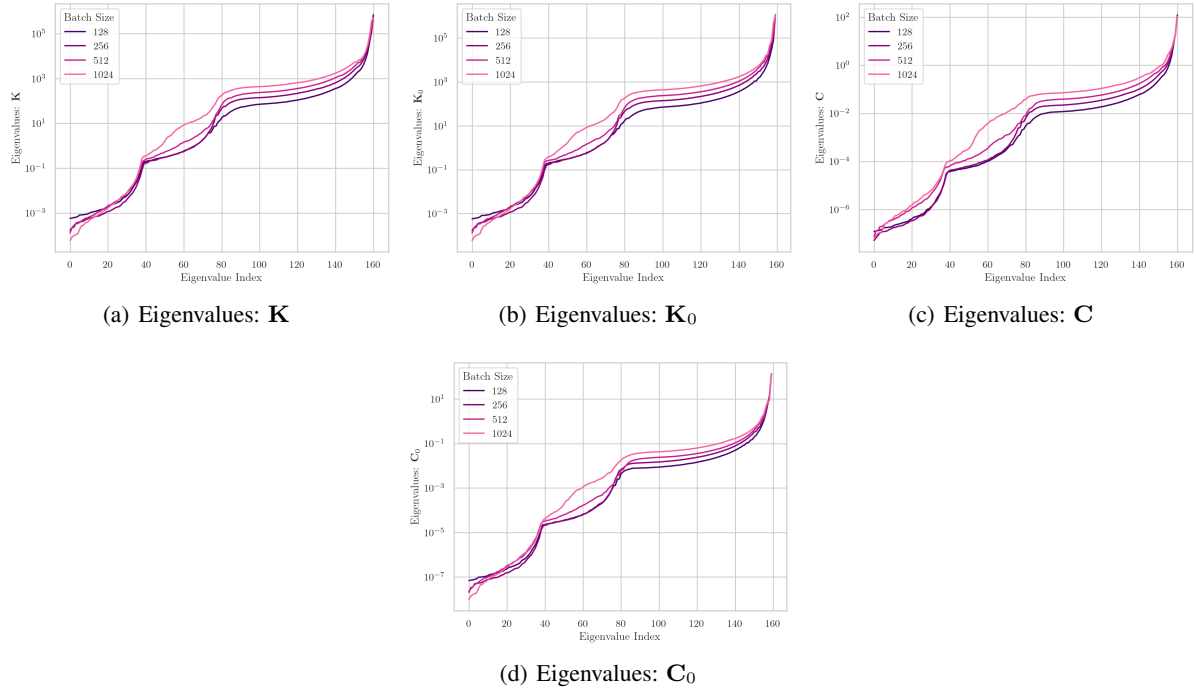 Batch Size
128
256
512
1024
10^5
10^3
10^1
10^{-1}
10^{-3}
Eigenvalues: K
0 20 40 60 80 100 120 140 160
Eigenvalue Index
(a) Eigenvalues: K
Batch Size
128
256
512
1024
10^5
10^3
10^1
10^{-1}
10^{-3}
Eigenvalues: K_0
0 20 40 60 80 100 120 140 160
Eigenvalue Index
(b) Eigenvalues: K_0
Batch Size
128
256
512
1024
10^2
10^0
10^{-2}
10^{-4}
10^{-6}
Eigenvalues: C
0 20 40 60 80 100 120 140 160
Eigenvalue Index
(c) Eigenvalues: C
Batch Size
128
256
512
1024
10^1
10^{-1}
10^{-3}
10^{-5}
10^{-7}
Eigenvalues: C_0
0 20 40 60 80 100 120 140 160
Eigenvalue Index
(d) Eigenvalues: C_0